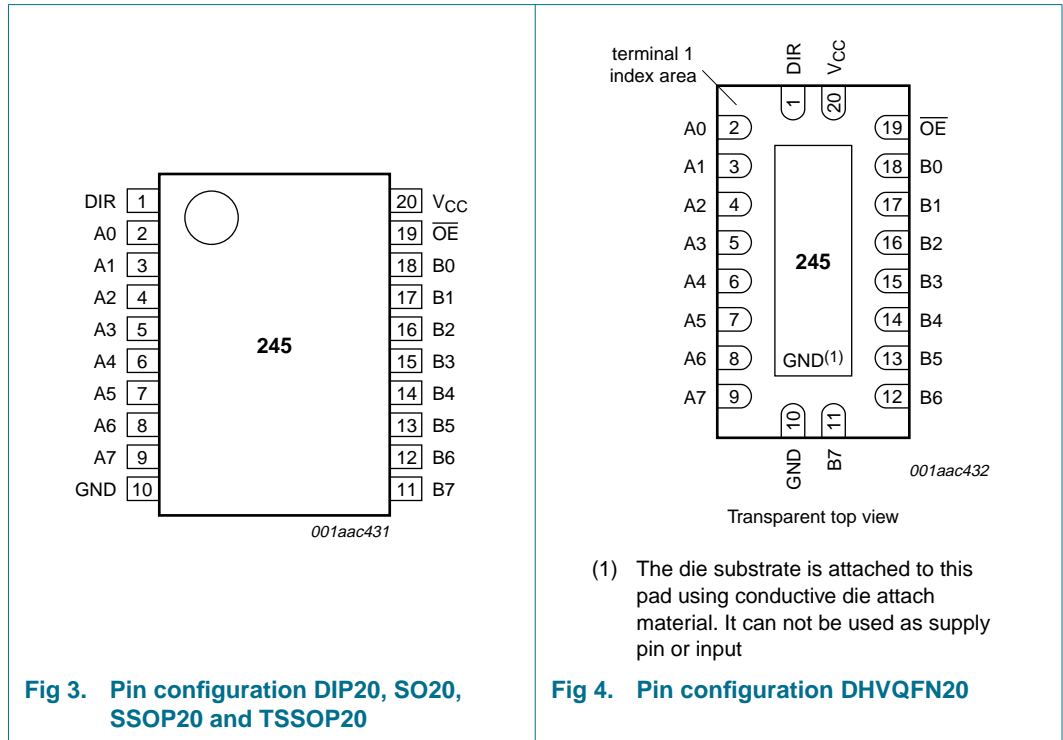 DIR 1
A0 2
A1 3
A2 4
A3 5
A4 6
A5 7
A6 8
A7 9
GND 10
245
20 VCC
19 OE
18 B0
17 B1
16 B2
15 B3
14 B4
13 B5
12 B6
11 B7
001aac431
Fig 3. Pin configuration DIP20, SO20,
SSOP20 and TSSOP20
terminal 1
index area
DIR
VCC
1
20
A0 2
A1 3
A2 4
A3 5
A4 6
A5 7
A6 8
A7 9
245
GND(1)
19 OE
18 B0
17 B1
16 B2
15 B3
14 B4
13 B5
12 B6
10
11
GND
B7
001aac432
Transparent top view
(1) The die substrate is attached to this
pad using conductive die attach
material. It can not be used as supply
pin or input
Fig 4. Pin configuration DHVQFN20